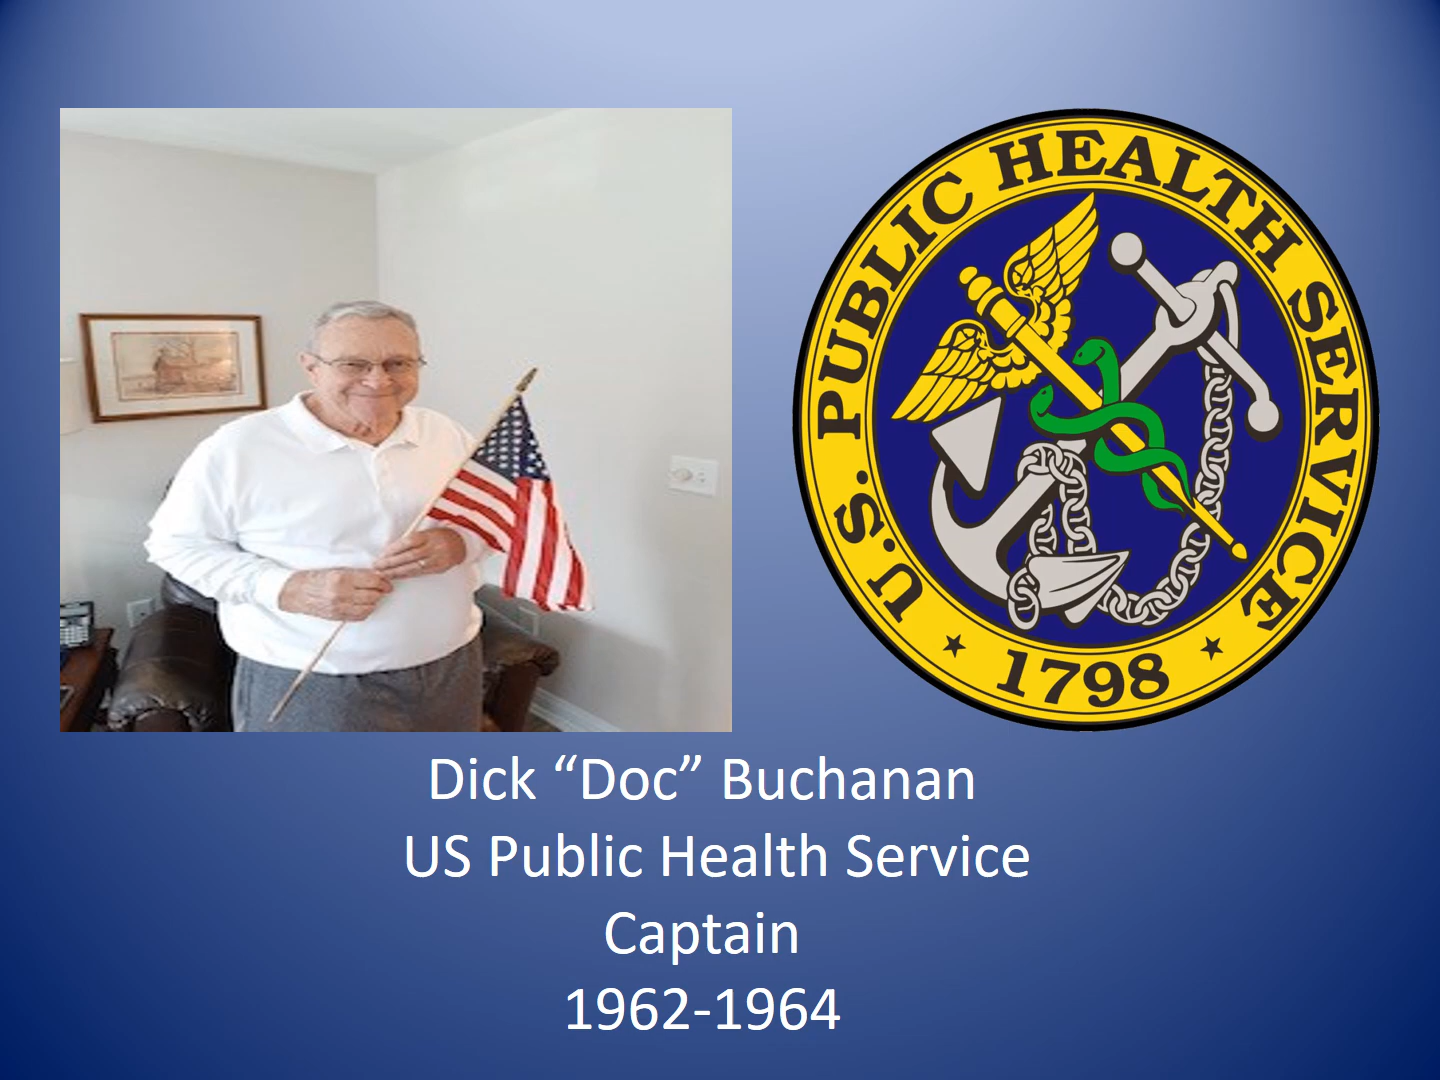 U.S. PUBLIC HEALTH SERVICE
1798
Dick “Doc” Buchanan
US Public Health Service
Captain
1962-1964